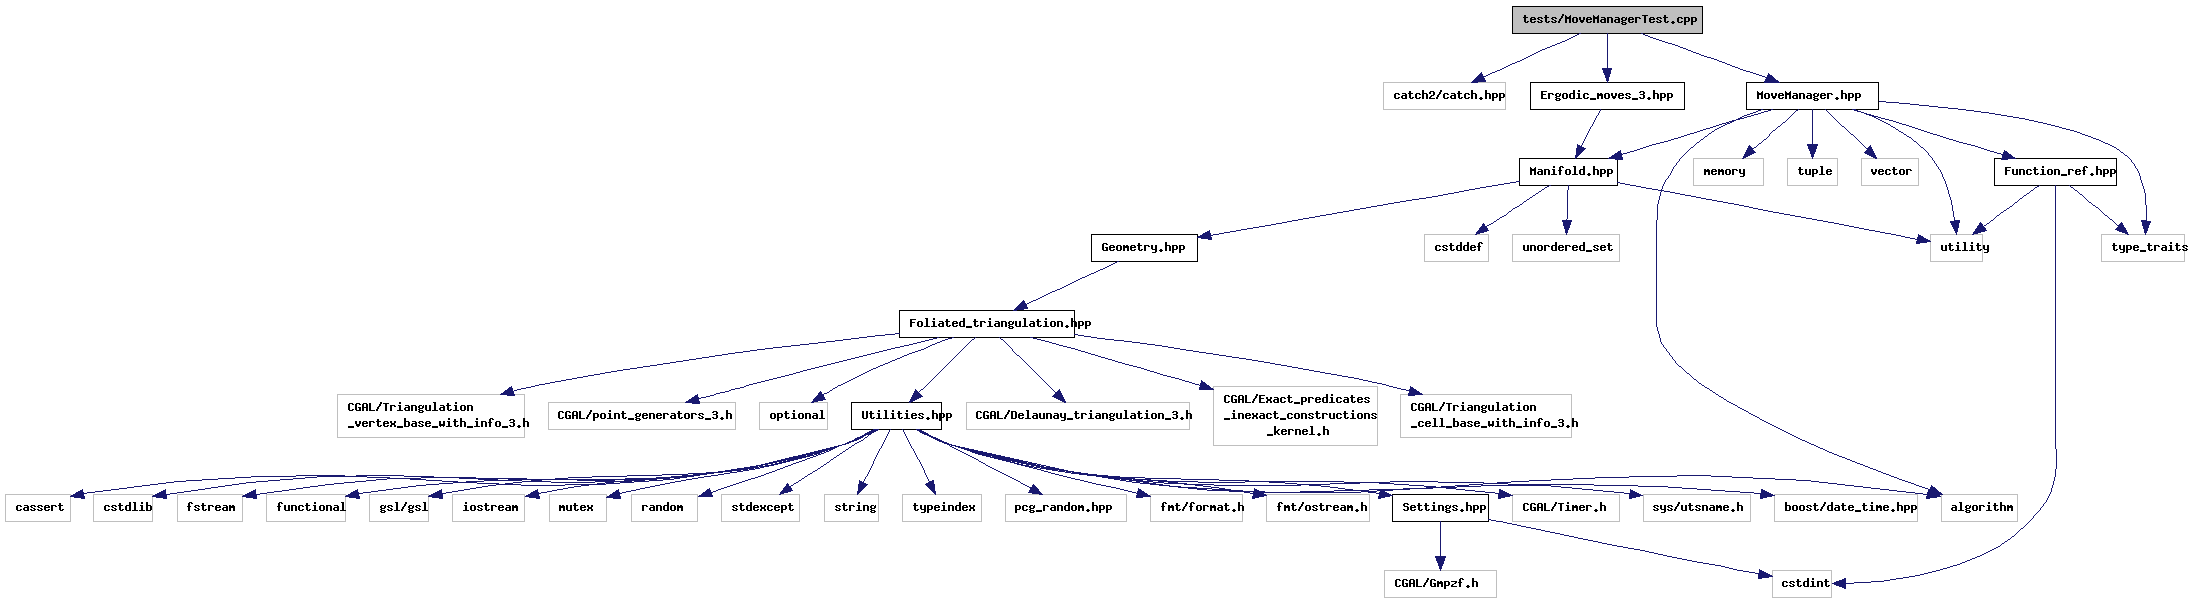 tests/MoveManagerTest.cpp
catch2/catch.hpp
Ergodic_moves_3.hpp
MoveManager.hpp
Manifold.hpp
memory
tuple
vector
Function_ref.hpp
Geometry.hpp
cstddef
unordered_set
utility
type_traits
Foliated_triangulation.hpp
CGAL/Triangulation
_vertex_base_with_info_3.h
CGAL/point_generators_3.h
optional
Utilities.hpp
CGAL/Delaunay_triangulation_3.h
CGAL/Exact_predicates
_inexact_constructions
_kernel.h
CGAL/Triangulation
_cell_base_with_info_3.h
cassert
cstdlib
fstream
functional
gsl/gsl
iostream
mutex
random
stdexcept
string
typeindex
pcg_random.hpp
fmt/format.h
fmt/ostream.h
Settings.hpp
CGAL/Timer.h
sys/utsname.h
boost/date_time.hpp
algorithm
CGAL/Gmpzf.h
cstdint